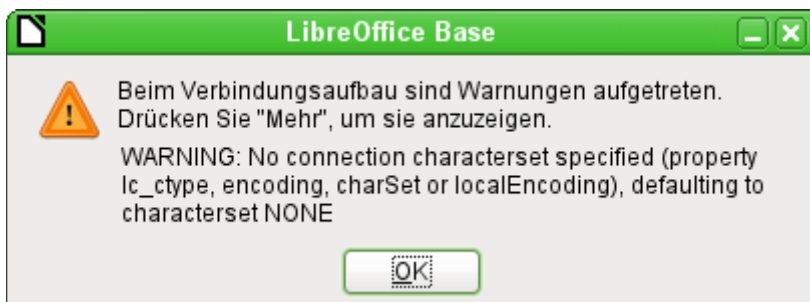 LibreOffice Base
Beim Verbindungsaufbau sind Warnungen aufgetreten.
Drücken Sie "Mehr", um sie anzuzeigen.
WARNING: No connection characterset specified (property
lc_ctype, encoding, charSet or localEncoding), defaulting to
characterset NONE
OK